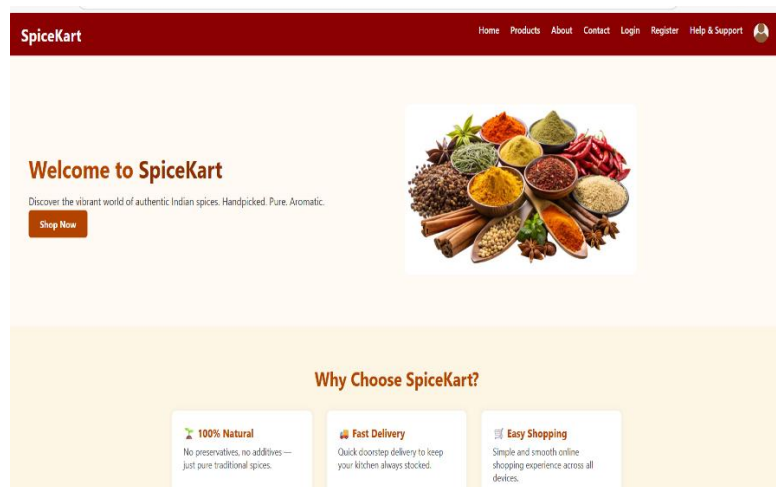 SpiceKart
Home Products About Contact Login Register Help & Support
Welcome to SpiceKart
Discover the vibrant world of authentic Indian spices. Handpicked. Pure. Aromatic.
Shop Now
Why Choose SpiceKart?
100% Natural
No preservatives, no additives —
just pure traditional spices.
Fast Delivery
Quick doorstep delivery to keep
your kitchen always stocked.
Easy Shopping
Simple and smooth online
shopping experience across all
devices.